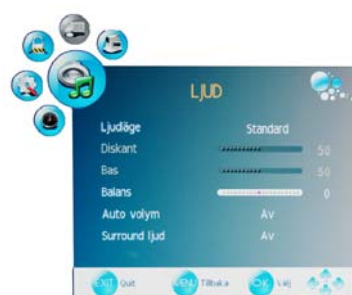 LJUD
Ljudläge Standard
Diskant 50
Bas 50
Balans 0
Auto volym Av
Surround ljud Av
EXIT Quit MENU Tillbaka OK Välj